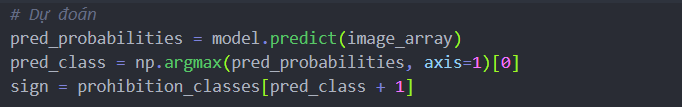 # Dự đoán
pred_probabilities = model.predict(image_array)
pred_class = np.argmax(pred_probabilities, axis=1)[0]
sign = prohibition_classes[pred_class + 1]